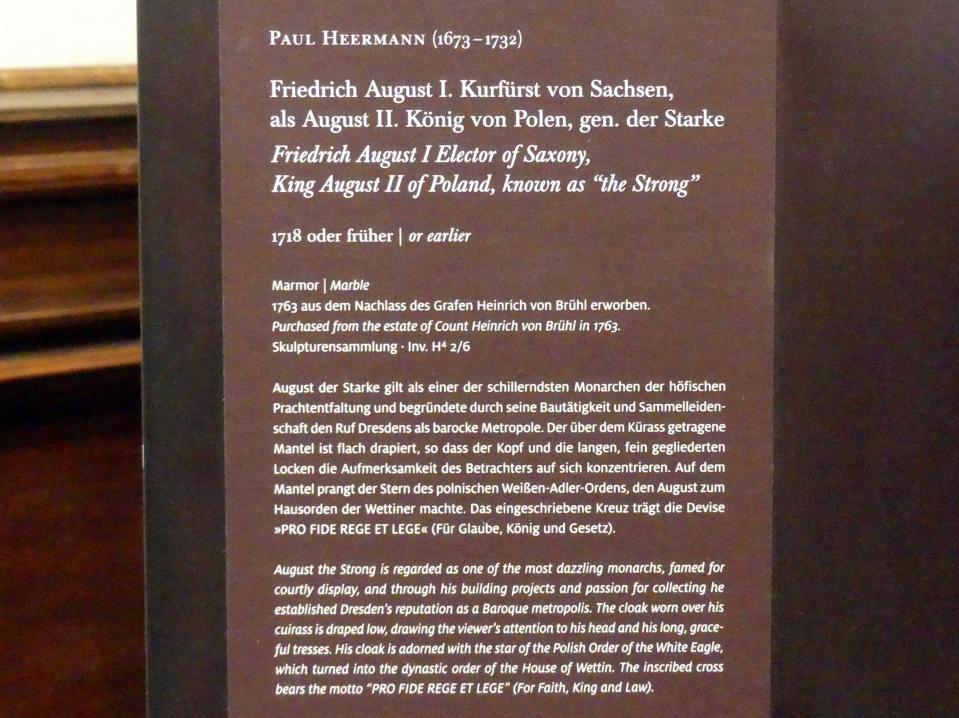 PAUL HEERMANN (1673–1732)
Friedrich August I. Kurfürst von Sachsen,
als August II. König von Polen, gen. der Starke
Friedrich August I Elector of Saxony,
King August II of Poland, known as “the Strong”
1718 oder früher | or earlier
Marmor | Marble
1763 aus dem Nachlass des Grafen Heinrich von Brühl erworben.
Purchased from the estate of Count Heinrich von Brühl in 1763.
Skulpturensammlung · Inv. H⁴ 2/6
August der Starke gilt als einer der schillerndsten Monarchen der höfischen
Prachtentfaltung und begründete durch seine Bautätigkeit und Sammelleiden-
schaft den Ruf Dresdens als barocke Metropole. Der über dem Kürass getragene
Mantel ist flach drapiert, so dass der Kopf und die langen, fein gegliederten
Locken die Aufmerksamkeit des Betrachters auf sich konzentrieren. Auf dem
Mantel prangt der Stern des polnischen Weißen-Adler-Ordens, den August zum
Hausorden der Wettiner machte. Das eingeschriebene Kreuz trägt die Devise
»PRO FIDE REGE ET LEGE« (Für Glaube, König und Gesetz).
August the Strong is regarded as one of the most dazzling monarchs, famed for
courtly display, and through his building projects and passion for collecting he
established Dresden’s reputation as a Baroque metropolis. The cloak worn over his
cuirass is draped low, drawing the viewer’s attention to his head and his long, grace-
ful tresses. His cloak is adorned with the star of the Polish Order of the White Eagle,
which turned into the dynastic order of the House of Wettin. The inscribed cross
bears the motto “PRO FIDE REGE ET LEGE” (For Faith, King and Law).